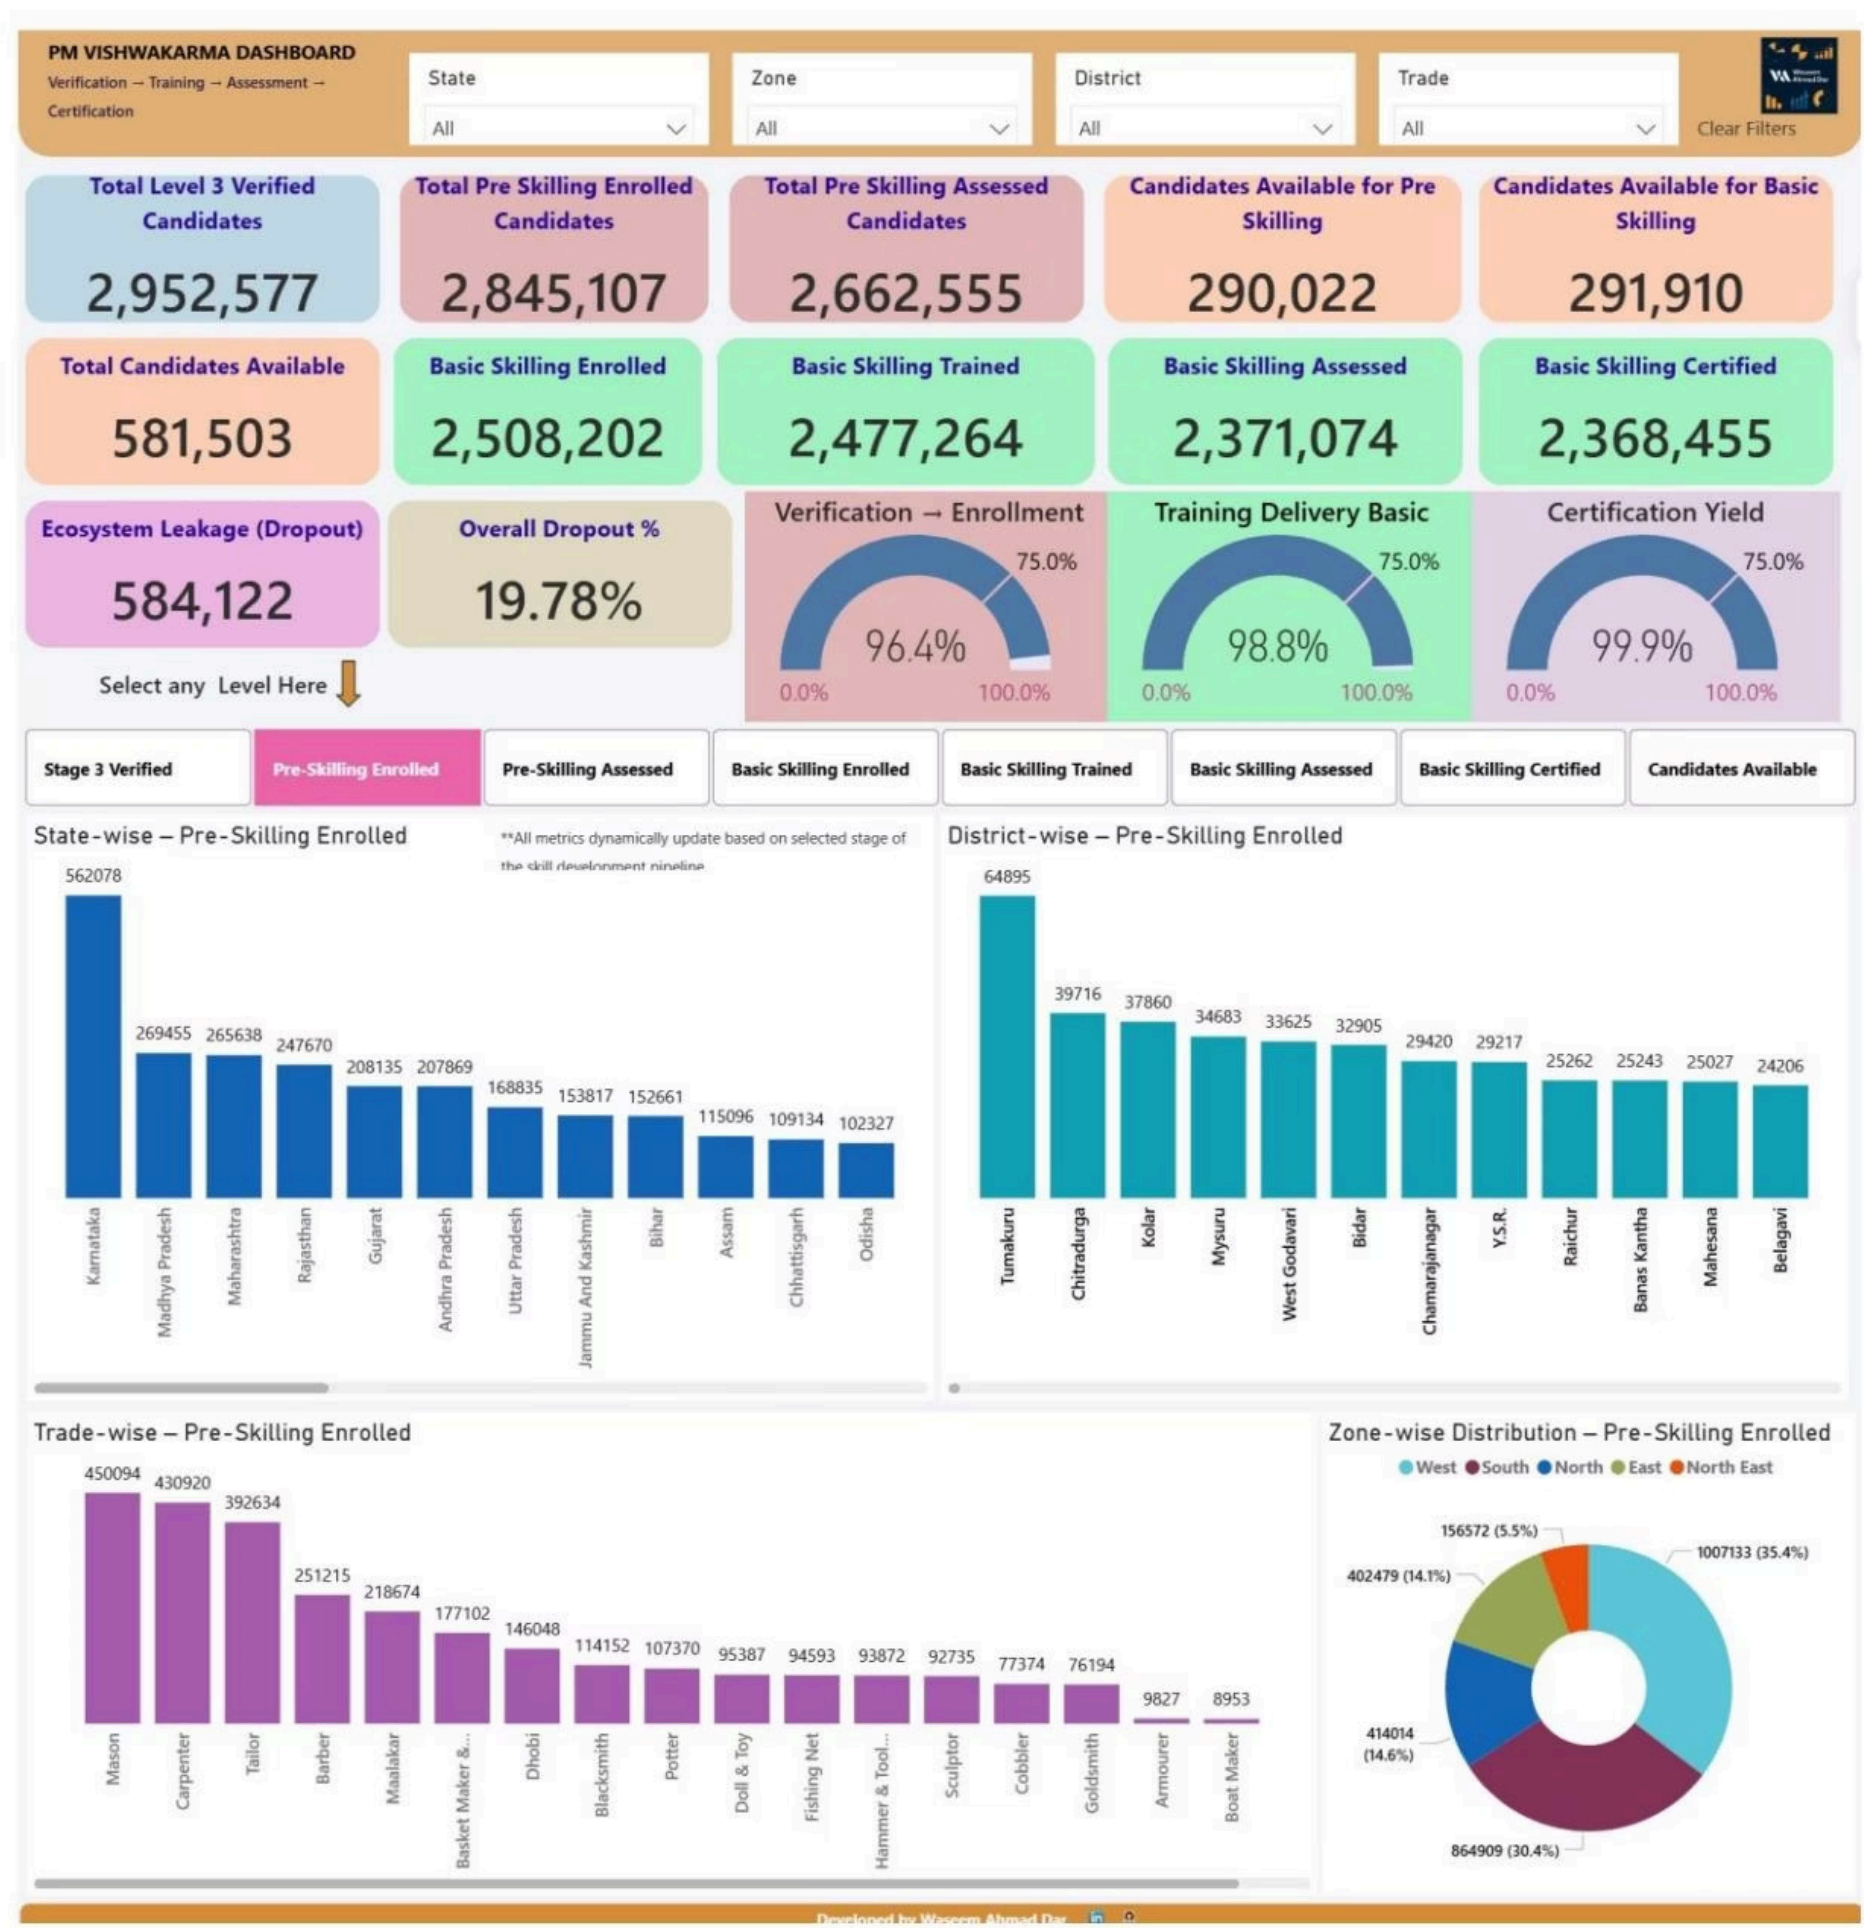 PM VISHWAKARMA DASHBOARD
Verification → Training → Assessment →
Certification
State
All
Zone
All
District
All
Trade
All
Clear Filters
Total Level 3 Verified
Candidates
2,952,577
Total Pre Skilling Enrolled
Candidates
2,845,107
Total Pre Skilling Assessed
Candidates
2,662,555
Candidates Available for Pre
Skilling
290,022
Candidates Available for Basic
Skilling
291,910
Total Candidates Available
581,503
Basic Skilling Enrolled
2,508,202
Basic Skilling Trained
2,477,264
Basic Skilling Assessed
2,371,074
Basic Skilling Certified
2,368,455
Ecosystem Leakage (Dropout)
584,122
Overall Dropout %
19.78%
Verification → Enrollment
75.0%
96.4%
0.0%
100.0%
Training Delivery Basic
75.0%
98.8%
0.0%
100.0%
Certification Yield
75.0%
99.9%
0.0%
100.0%
Select any Level Here
Stage 3 Verified
Pre-Skilling Enrolled
Pre-Skilling Assessed
Basic Skilling Enrolled
Basic Skilling Trained
Basic Skilling Assessed
Basic Skilling Certified
Candidates Available
State-wise – Pre-Skilling Enrolled
**All metrics dynamically update based on selected stage of
the skill development pipeline
562078
269455
265638
247670
208135
207869
168835
153817
152661
115096
109134
102327
Karnataka
Madhya Pradesh
Maharashtra
Rajasthan
Gujarat
Andhra Pradesh
Uttar Pradesh
Jammu And Kashmir
Bihar
Assam
Chhattisgarh
Odisha
District-wise – Pre-Skilling Enrolled
64895
39716
37860
34683
33625
32905
29420
29217
25262
25243
25027
24206
Tumakuru
Chitradurga
Kolar
Mysuru
West Godavari
Bidar
Chamarajanagar
Y.S.R.
Raichur
Banas Kantha
Mahesana
Belagavi
Trade-wise – Pre-Skilling Enrolled
450094
430920
392634
251215
218674
177102
146048
114152
107370
95387
94593
93872
92735
77374
76194
9827
8953
Mason
Carpenter
Tailor
Barber
Maalakar
Basket Maker &...
Dhobi
Blacksmith
Potter
Doll & Toy
Fishing Net
Hammer & Tool...
Sculptor
Cobbler
Goldsmith
Armourer
Boat Maker
Zone-wise Distribution – Pre-Skilling Enrolled
West South North East North East
156572 (5.5%)
1007133 (35.4%)
402479 (14.1%)
414014
(14.6%)
864909 (30.4%)
Developed by Waseem Ahmad Dar